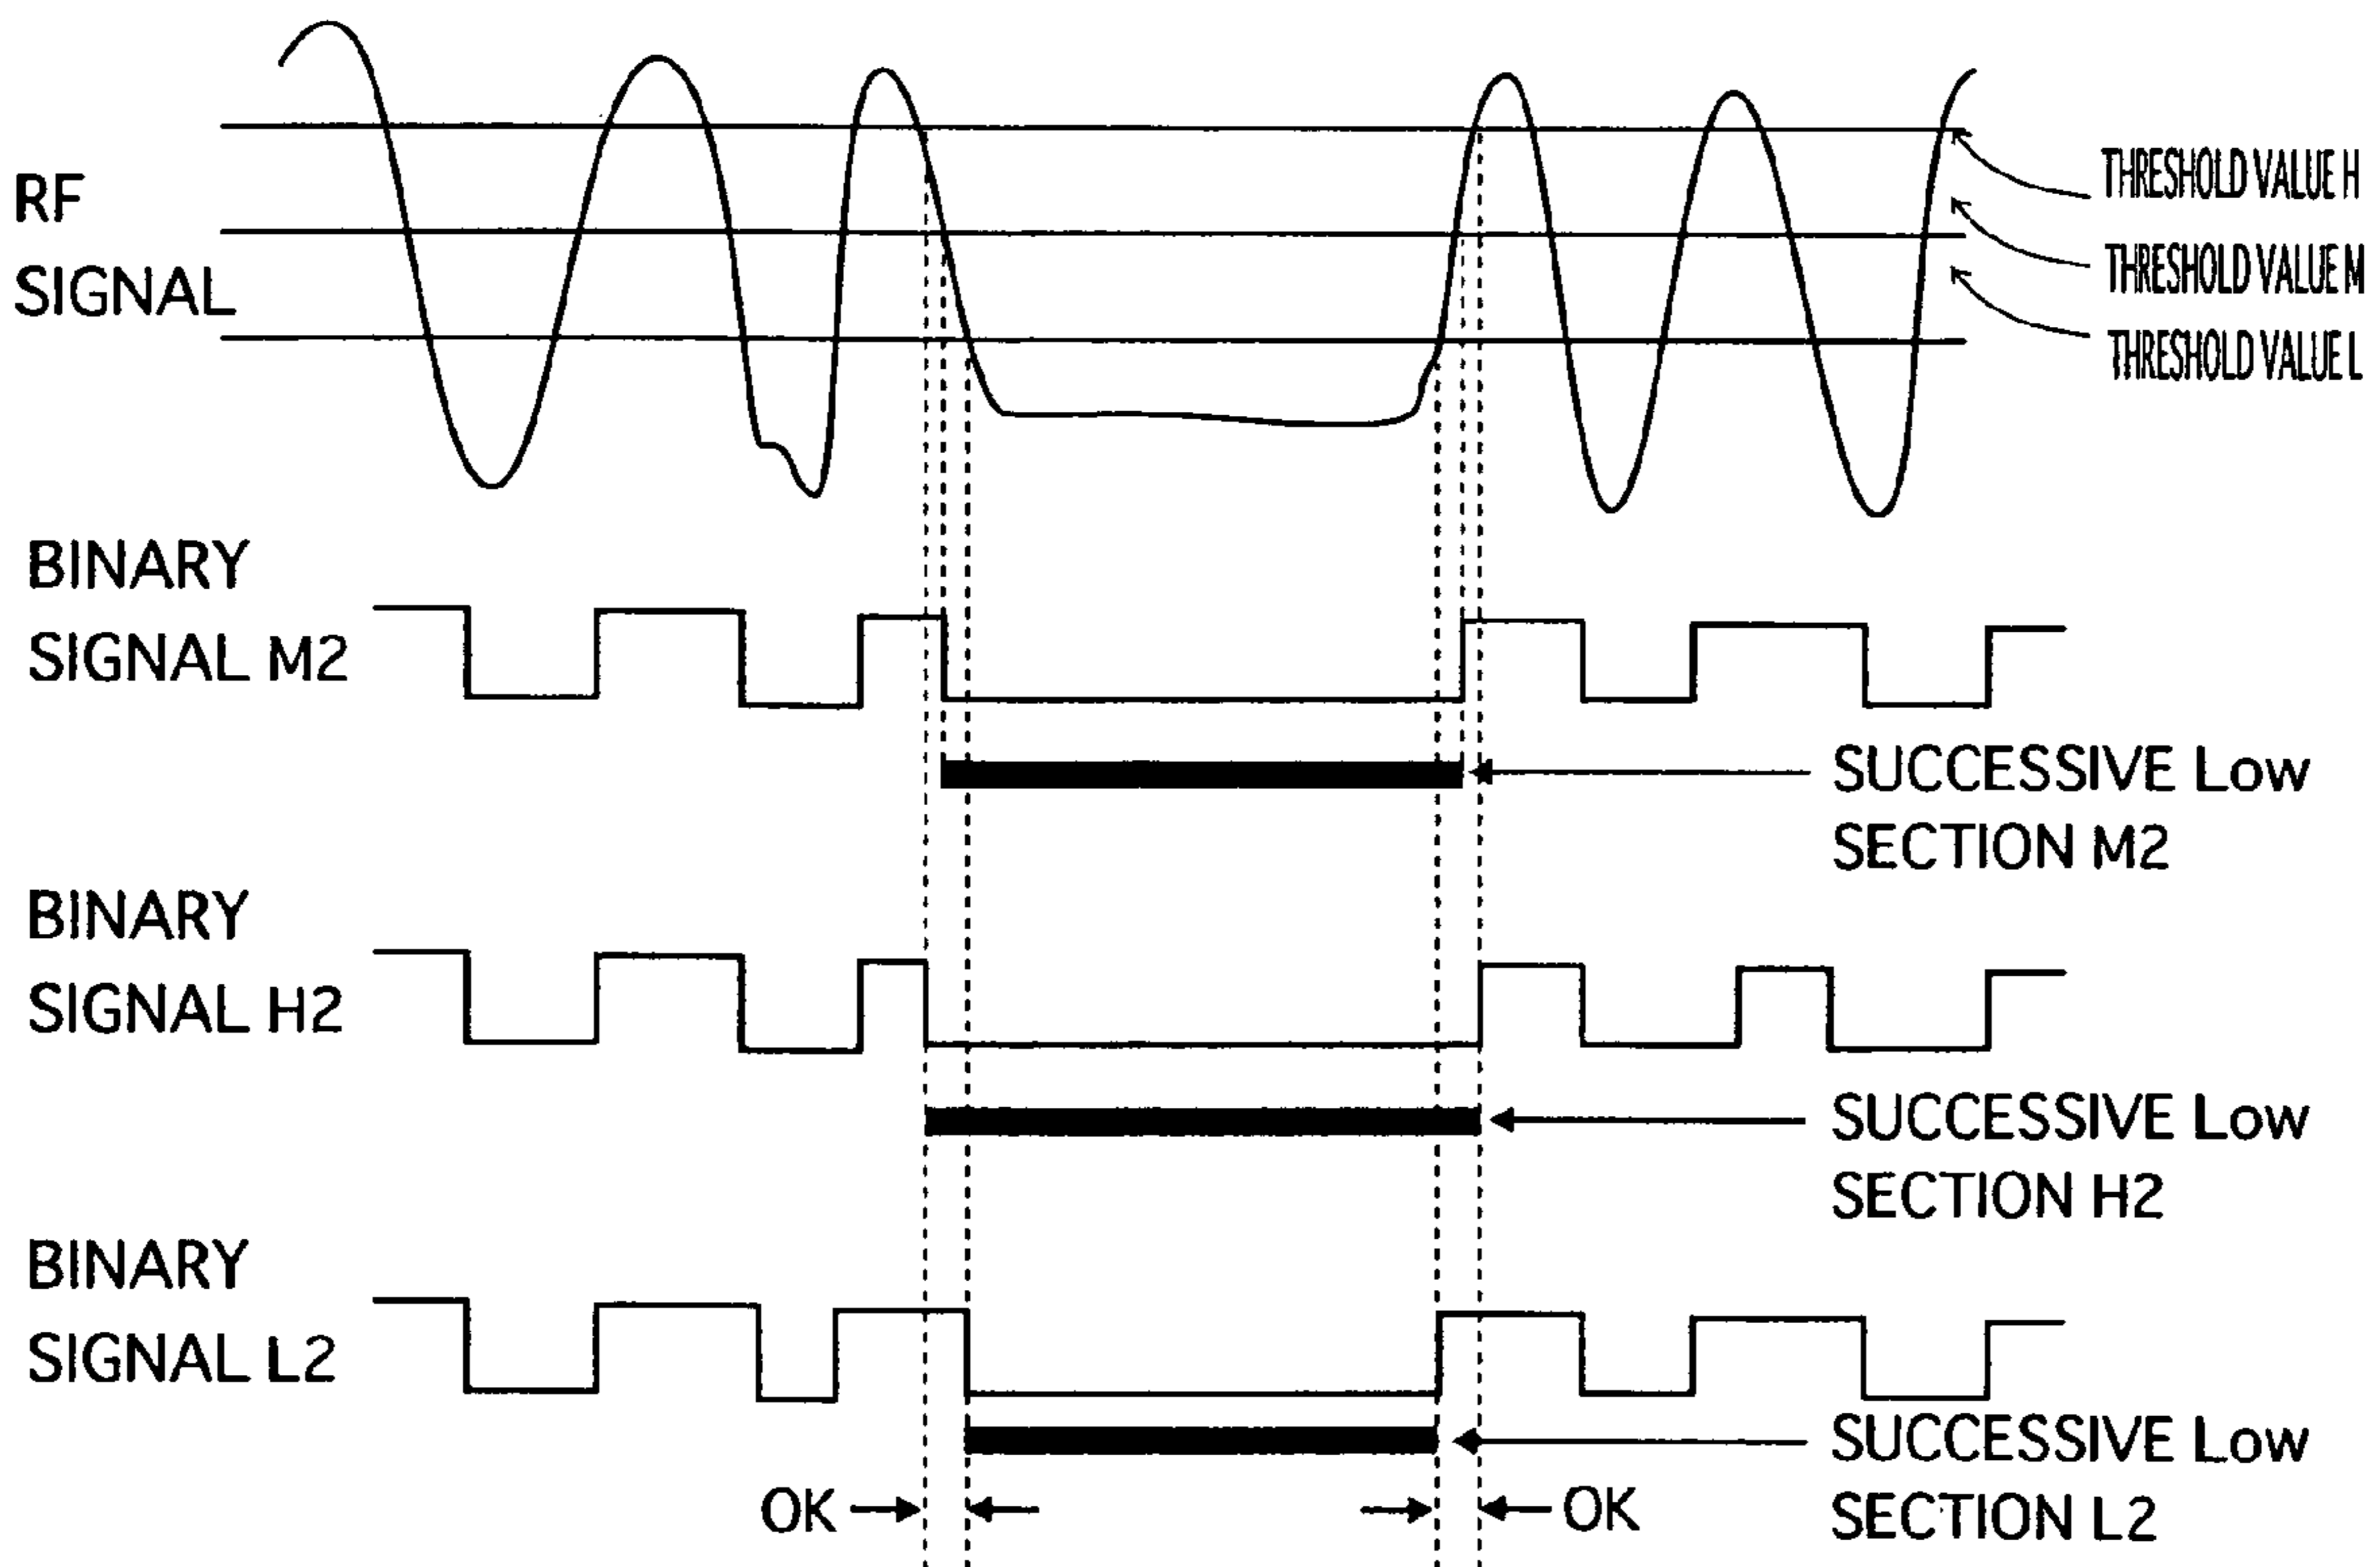 RF
SIGNAL
THRESHOLD VALUE H
THRESHOLD VALUE M
THRESHOLD VALUE L
BINARY
SIGNAL M2
SUCCESSIVE Low
SECTION M2
BINARY
SIGNAL H2
SUCCESSIVE Low
SECTION H2
BINARY
SIGNAL L2
SUCCESSIVE Low
SECTION L2
OK
OK